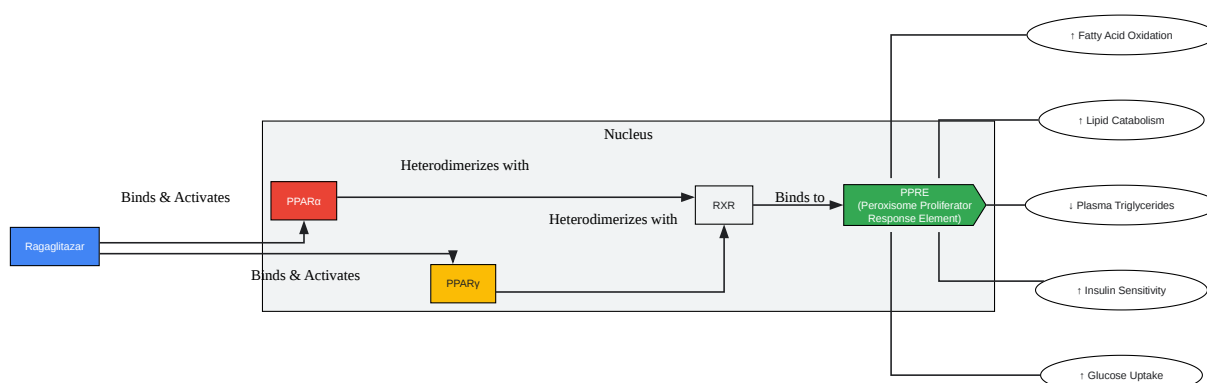 ↑ Fatty Acid Oxidation
↑ Lipid Catabolism
Nucleus
Heterodimerizes with
Binds & Activates
PPARα
RXR
Binds to
PPRE
(Peroxisome Proliferator
Response Element)
↓ Plasma Triglycerides
Heterodimerizes with
Ragaglitazar
Binds & Activates
PPARγ
↑ Insulin Sensitivity
↑ Glucose Uptake